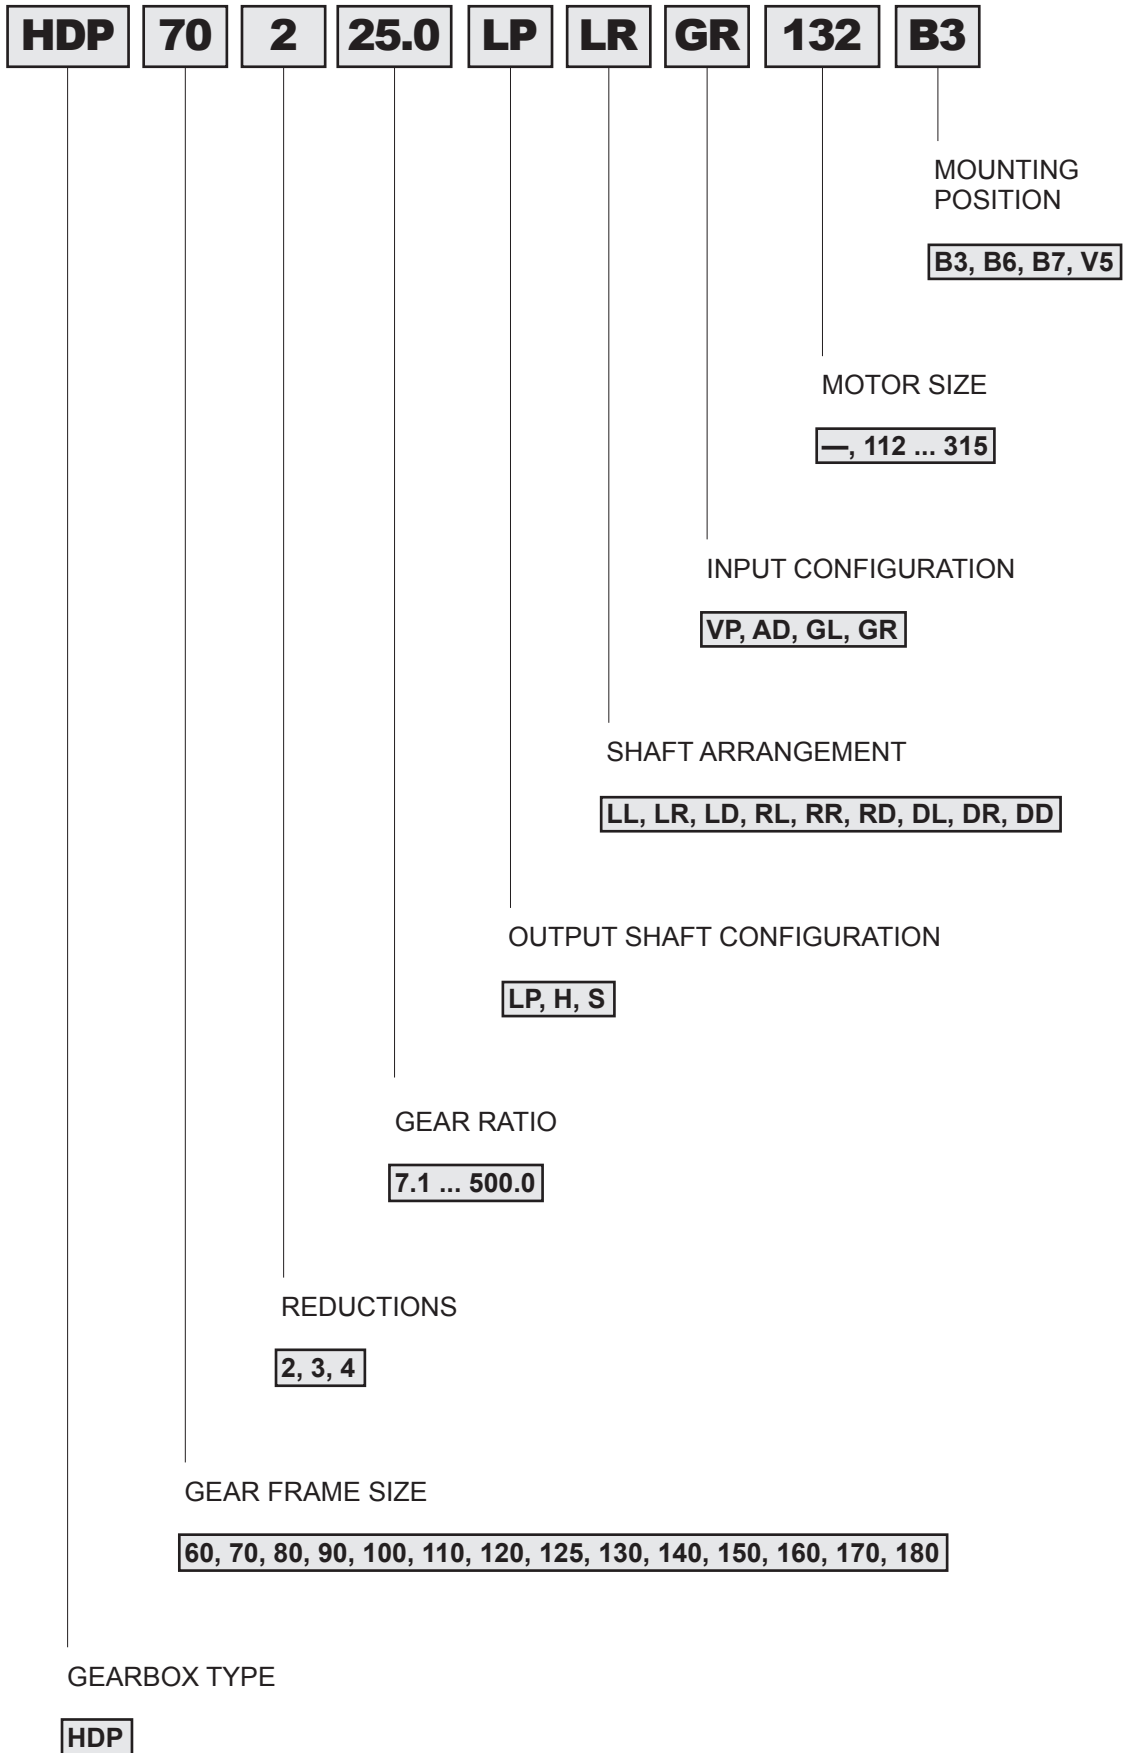 HDP 70 2 25.0 LP LR GR 132 B3
MOUNTING
POSITION
B3, B6, B7, V5
MOTOR SIZE
—, 112 ... 315
INPUT CONFIGURATION
VP, AD, GL, GR
SHAFT ARRANGEMENT
LL, LR, LD, RL, RR, RD, DL, DR, DD
OUTPUT SHAFT CONFIGURATION
LP, H, S
GEAR RATIO
7.1 ... 500.0
REDUCTIONS
2, 3, 4
GEAR FRAME SIZE
60, 70, 80, 90, 100, 110, 120, 125, 130, 140, 150, 160, 170, 180
GEARBOX TYPE
HDP